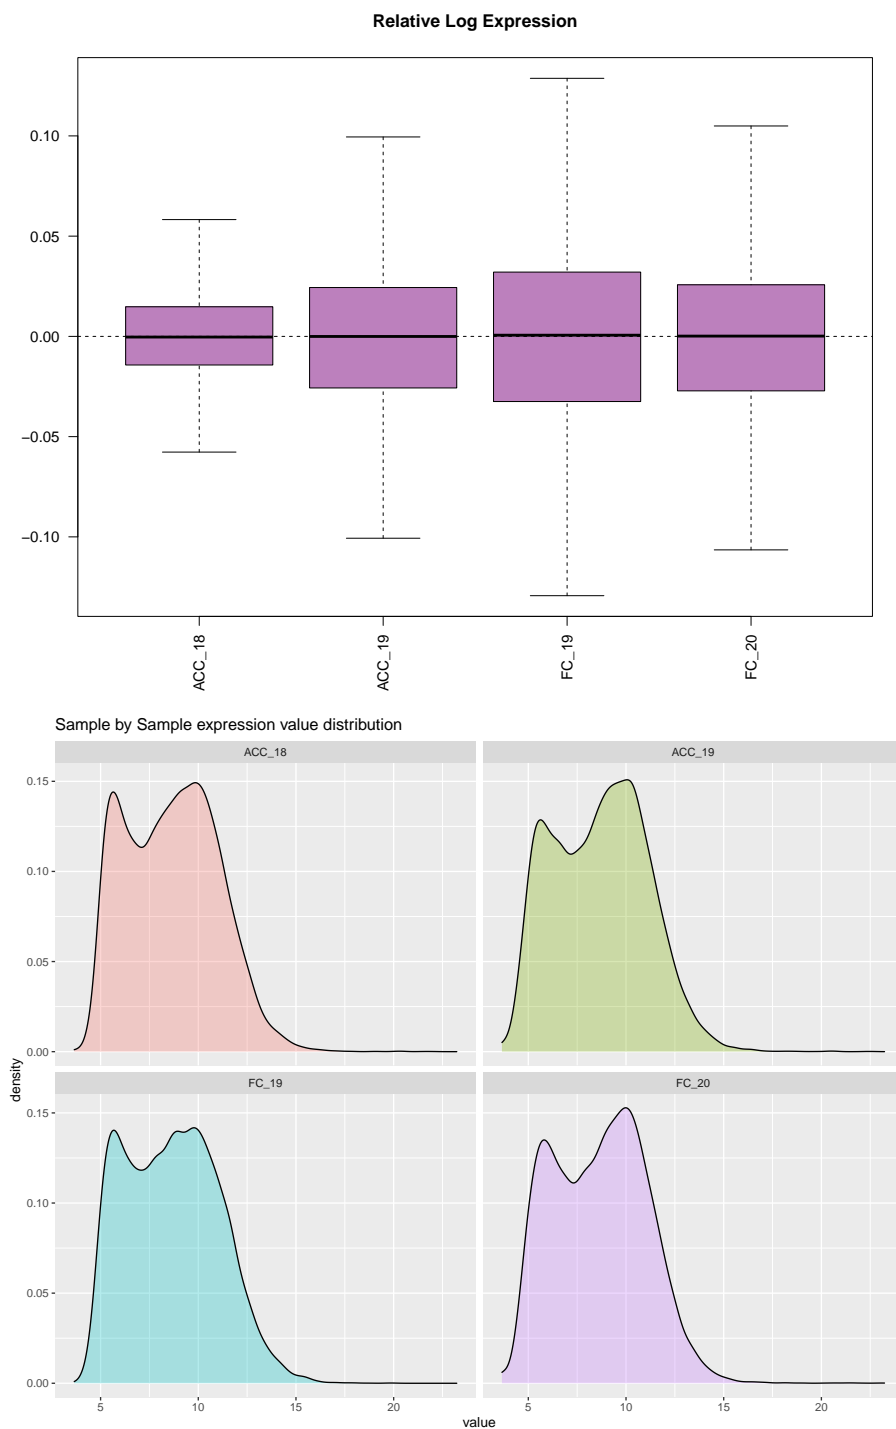 Relative Log Expression
0.10
0.05
0.00
−0.05
−0.10
ACC_18
ACC_19
FC_19
FC_20
Sample by Sample expression value distribution
ACC_18
ACC_19
0.15
0.10
0.05
0.00
density
FC_19
FC_20
0.15
0.10
0.05
0.00
5
10
15
20
5
10
15
20
value